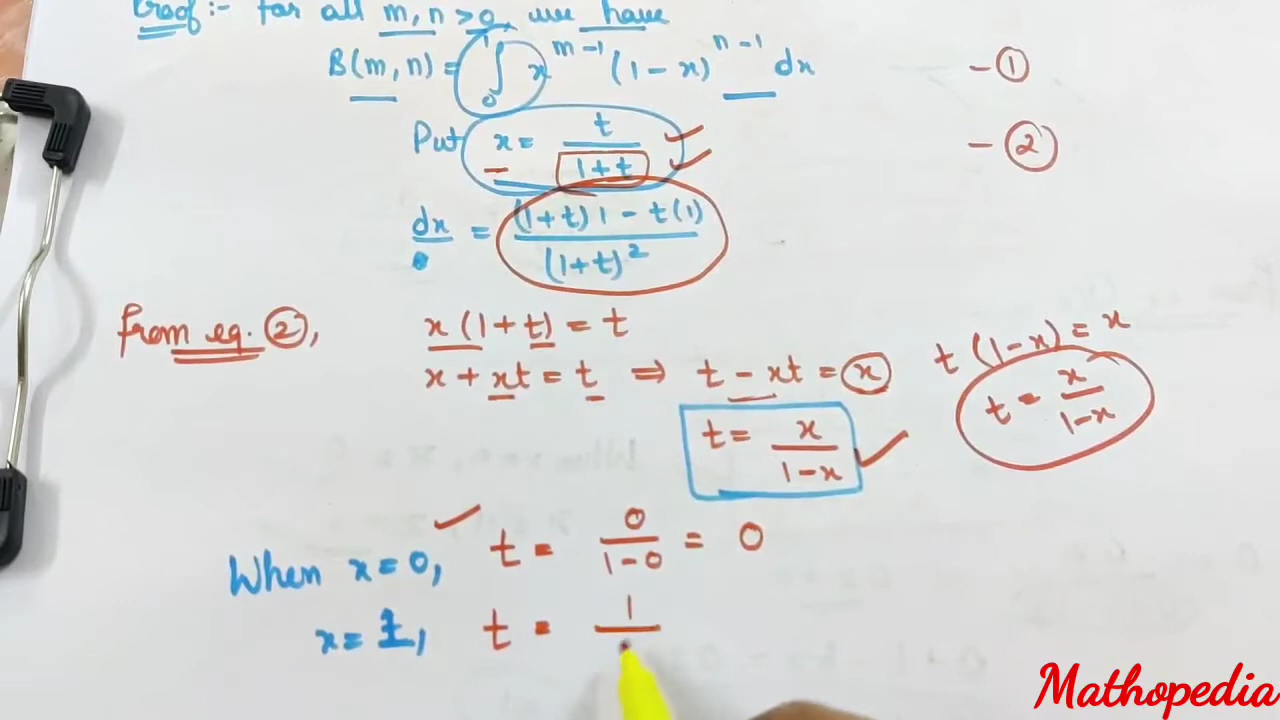 Proof :- For all m, n > 0, we have
B(m, n) = ∫₀¹ x^{m-1} (1-x)^{n-1} dx - ①
Put x = t/(1+t) - ②
dx = ((1+t) 1 - t(1))/(1+t)²
from eq. ②, x (1+t) = t
x + xt = t ⇒ t - xt = x
t (1-x) = x
t = x/(1-x)
t = x/(1-x)
When x = 0, t = 0/(1-0) = 0
x = 1, t = 1/
Mathopedia